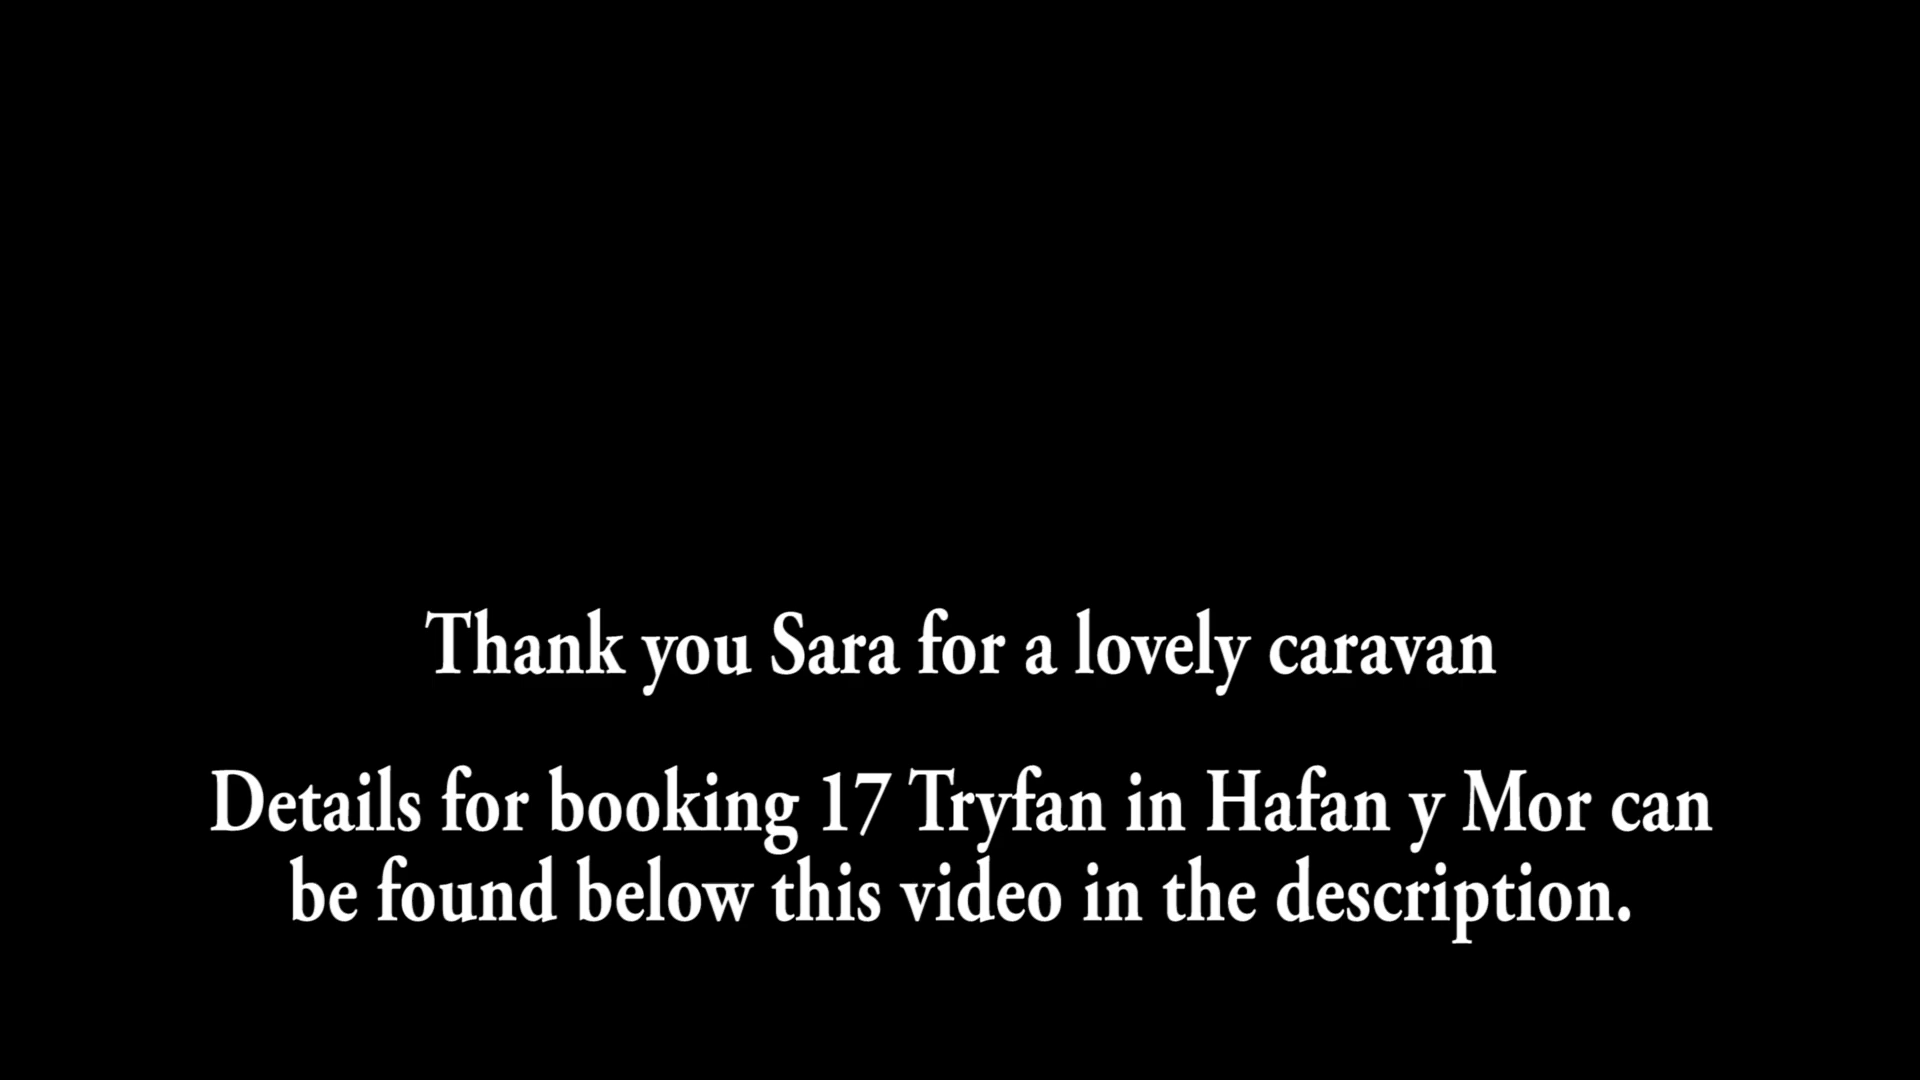 Thank you Sara for a lovely caravan
Details for booking 17 Tryfan in Hafan y Mor can
be found below this video in the description.